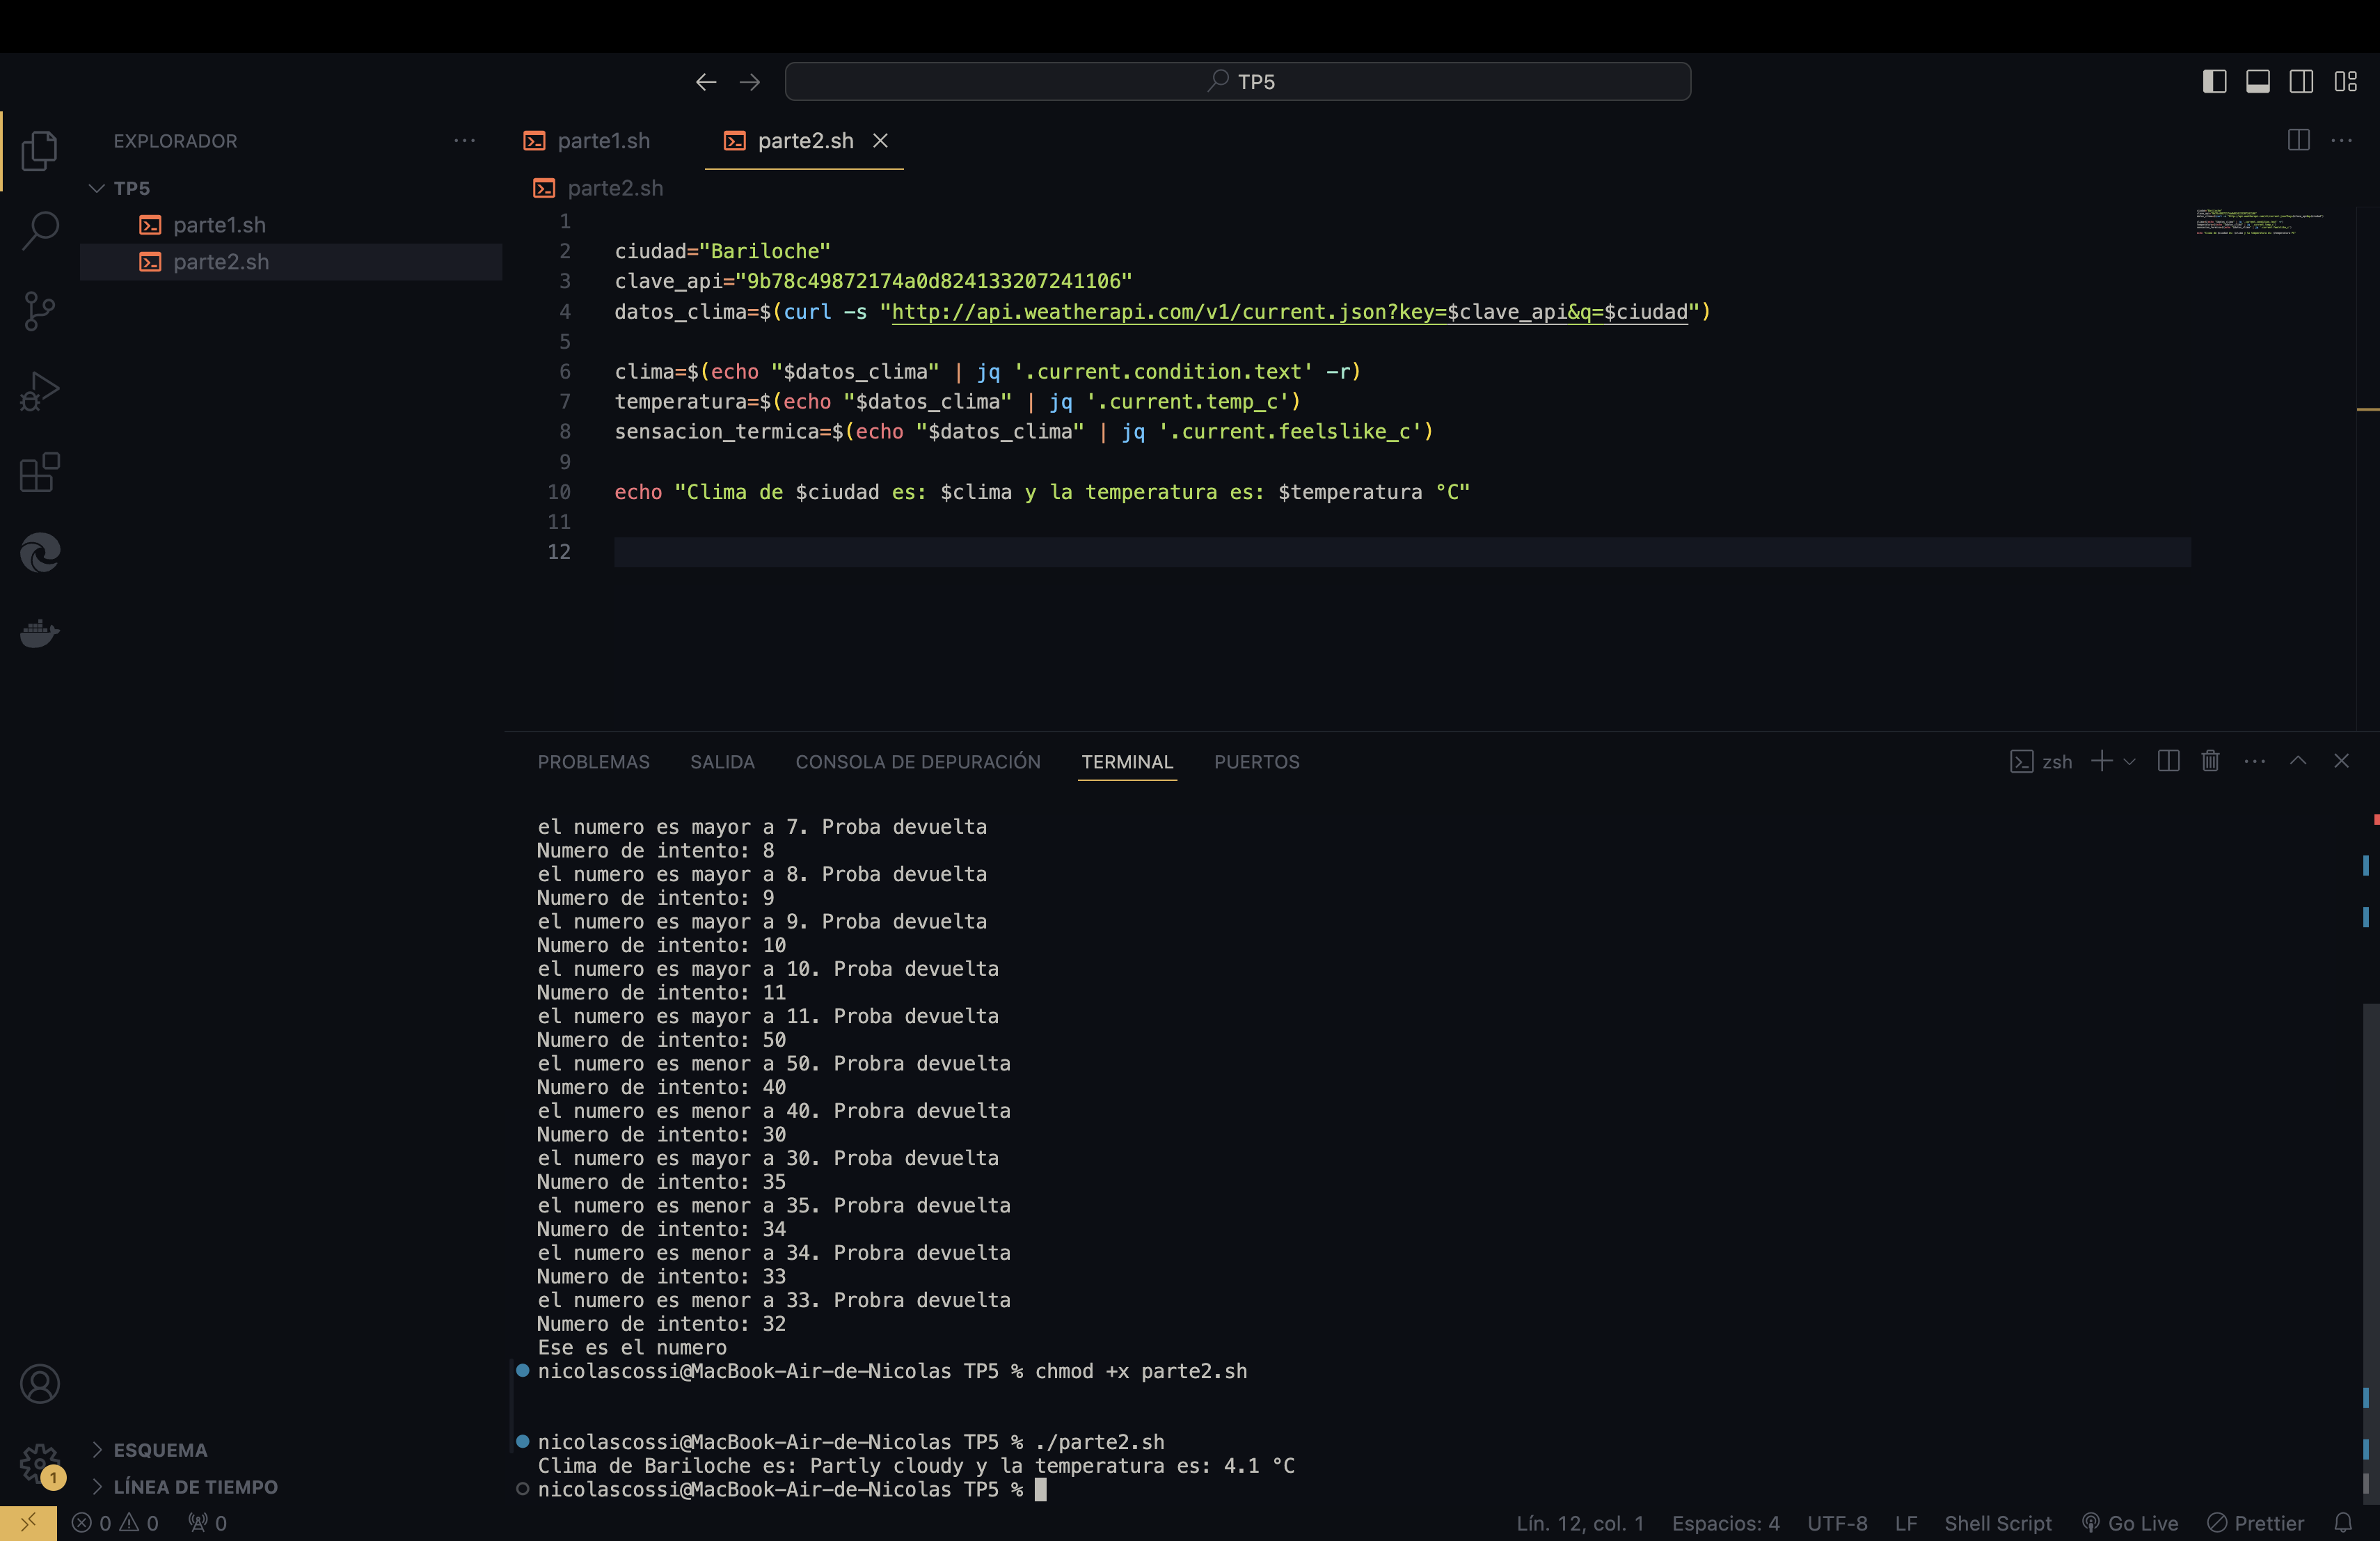 TP5
EXPLORADOR
TP5
parte1.sh
parte2.sh
parte1.sh
parte2.sh
parte2.sh
1
2 ciudad="Bariloche"
3 clave_api="9b78c49872174a0d824133207241106"
4 datos_clima=$(curl -s "http://api.weatherapi.com/v1/current.json?key=$clave_api&q=$ciudad")
5
6 clima=$(echo "$datos_clima" | jq '.current.condition.text' -r)
7 temperatura=$(echo "$datos_clima" | jq '.current.temp_c')
8 sensacion_termica=$(echo "$datos_clima" | jq '.current.feelslike_c')
9
10 echo "Clima de $ciudad es: $clima y la temperatura es: $temperatura °C"
11
12
PROBLEMAS SALIDA CONSOLA DE DEPURACIÓN TERMINAL PUERTOS
zsh
el numero es mayor a 7. Proba devuelta
Numero de intento: 8
el numero es mayor a 8. Proba devuelta
Numero de intento: 9
el numero es mayor a 9. Proba devuelta
Numero de intento: 10
el numero es mayor a 10. Proba devuelta
Numero de intento: 11
el numero es mayor a 11. Proba devuelta
Numero de intento: 50
el numero es menor a 50. Probra devuelta
Numero de intento: 40
el numero es menor a 40. Probra devuelta
Numero de intento: 30
el numero es mayor a 30. Proba devuelta
Numero de intento: 35
el numero es menor a 35. Probra devuelta
Numero de intento: 34
el numero es menor a 34. Probra devuelta
Numero de intento: 33
el numero es menor a 33. Probra devuelta
Numero de intento: 32
Ese es el numero
nicolascossi@MacBook-Air-de-Nicolas TP5 % chmod +x parte2.sh
nicolascossi@MacBook-Air-de-Nicolas TP5 % ./parte2.sh
Clima de Bariloche es: Partly cloudy y la temperatura es: 4.1 °C
nicolascossi@MacBook-Air-de-Nicolas TP5 %
ESQUEMA
1
LÍNEA DE TIEMPO
0 0 0
Lín. 12, col. 1 Espacios: 4 UTF-8 LF Shell Script Go Live Prettier